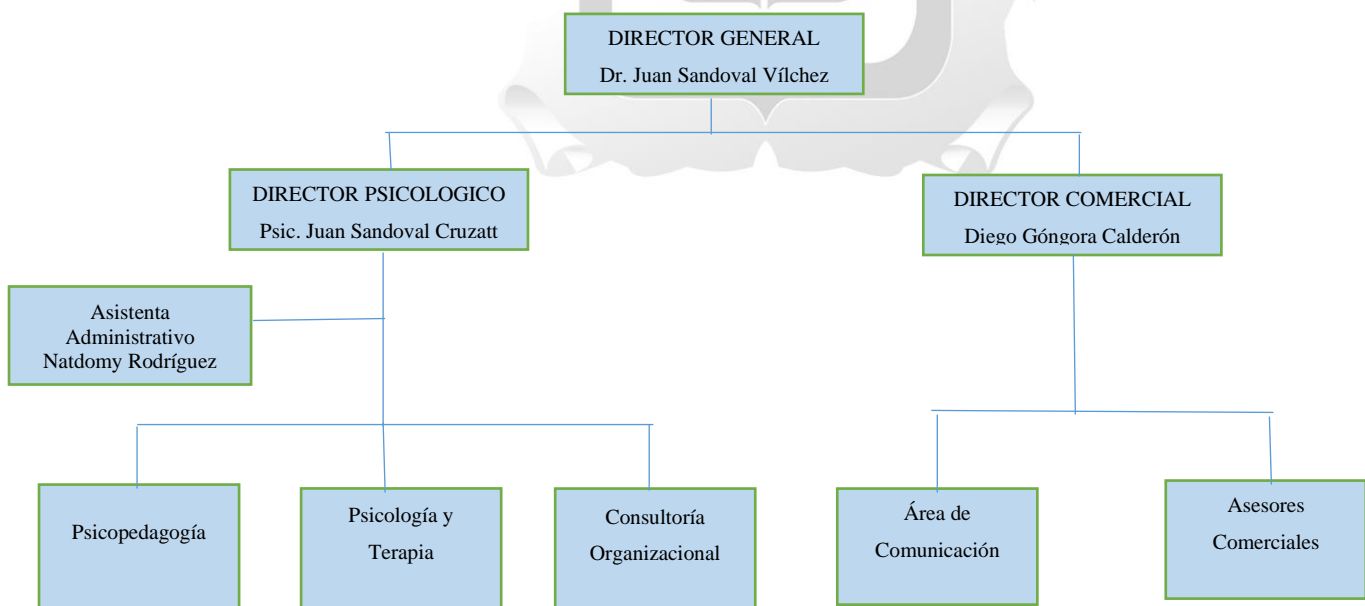 DIRECTOR GENERAL
Dr. Juan Sandoval Vílchez
DIRECTOR PSICOLOGICO
Psic. Juan Sandoval Cruzatt
DIRECTOR COMERCIAL
Diego Góngora Calderón
Asistenta
Administrativo
Natdomy Rodríguez
Psicopedagogía
Psicología y
Terapia
Consultoría
Organizacional
Área de
Comunicación
Asesores
Comerciales